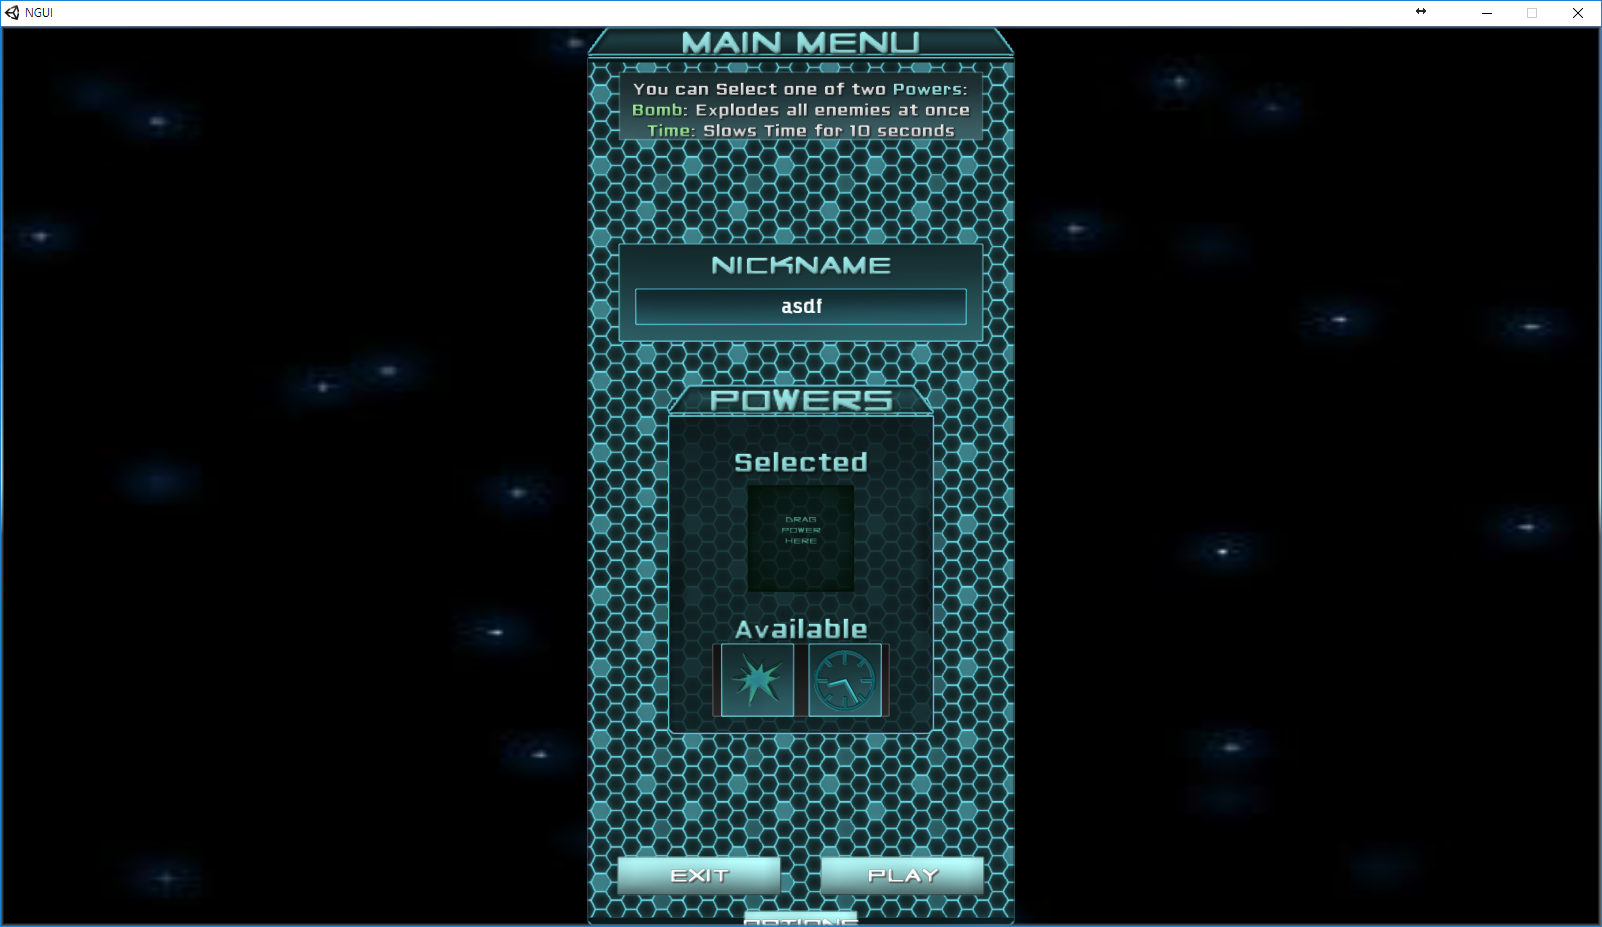 NGUI
MAIN MENU
You can Select one of two Powers:
Bomb: Explodes all enemies at once
Time: Slows Time for 10 seconds
NICKNAME
asdf
POWERS
Selected
DRAG
POWER
HERE
Available
EXIT
PLAY
OPTIONS